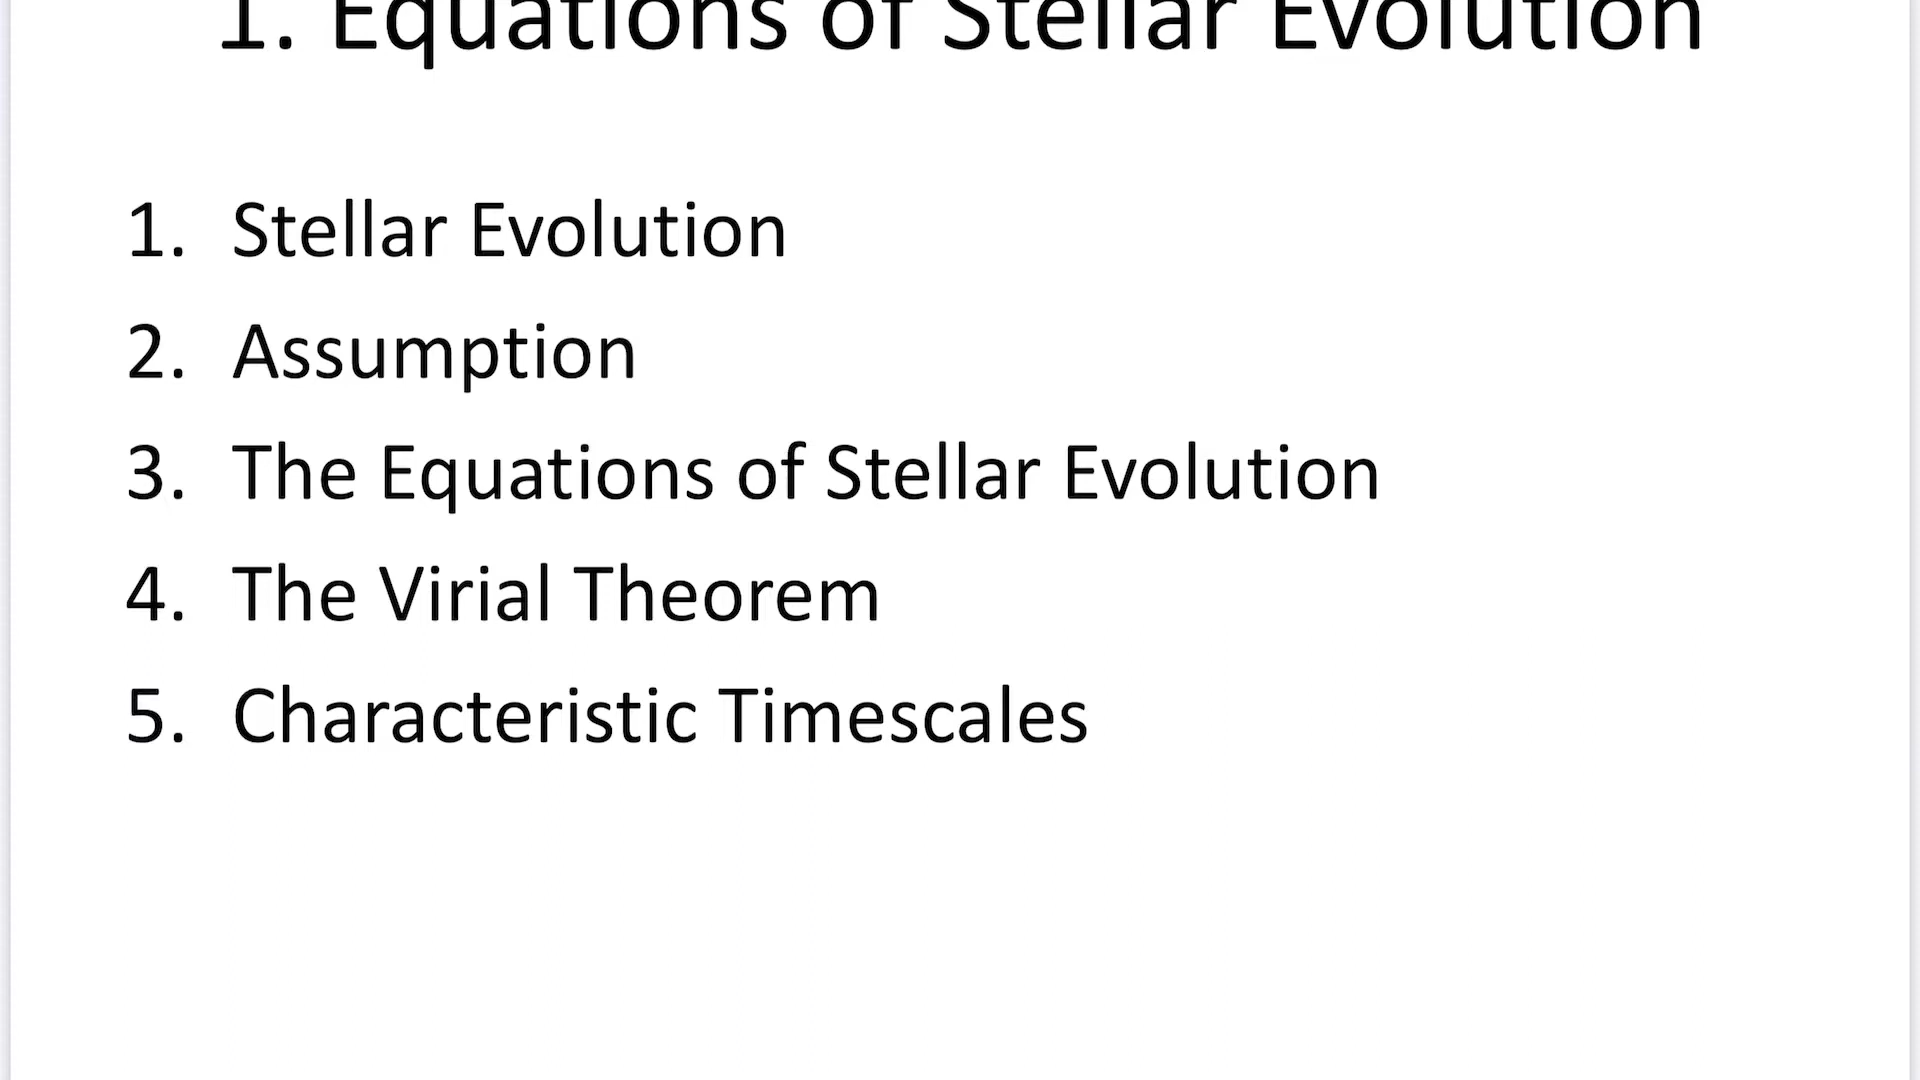 1. Equations of Stellar Evolution
1. Stellar Evolution
2. Assumption
3. The Equations of Stellar Evolution
4. The Virial Theorem
5. Characteristic Timescales